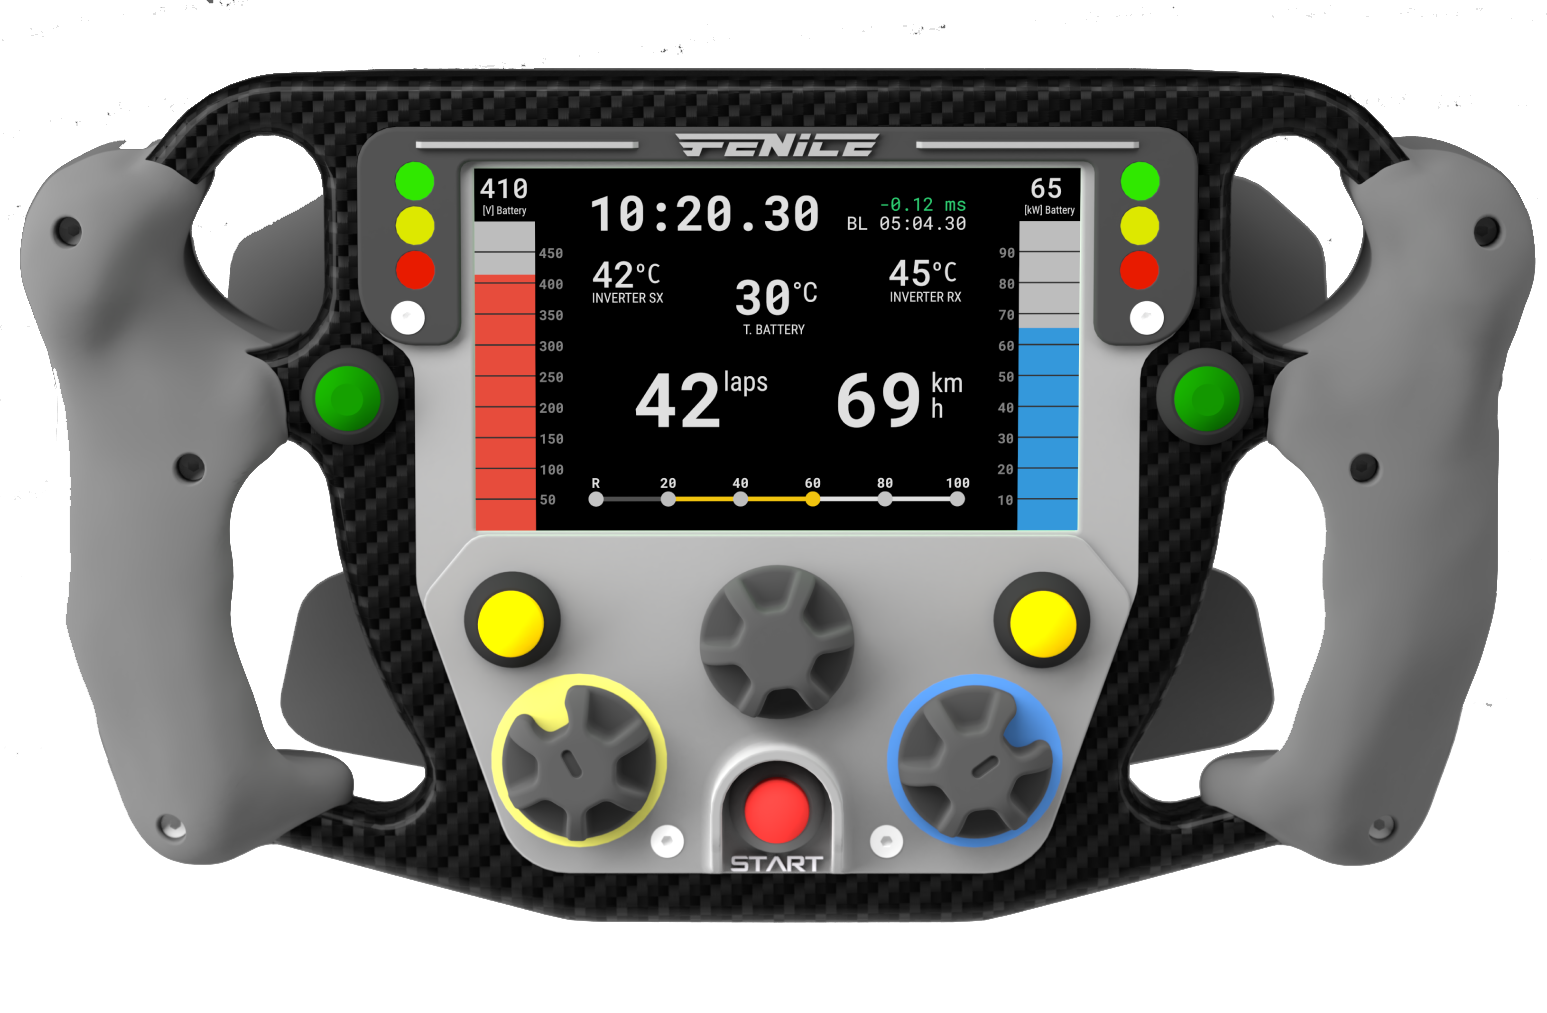 FENICE
410
[V] Battery
10:20.30
-0.12 ms
BL 05:04.30
65
[kW] Battery
42°C
INVERTER SX
30°C
T. BATTERY
45°C
INVERTER RX
450
400
350
300
250
200
150
100
50
90
80
70
60
50
40
30
20
10
42 laps
69 km
h
R 20 40 60 80 100
START